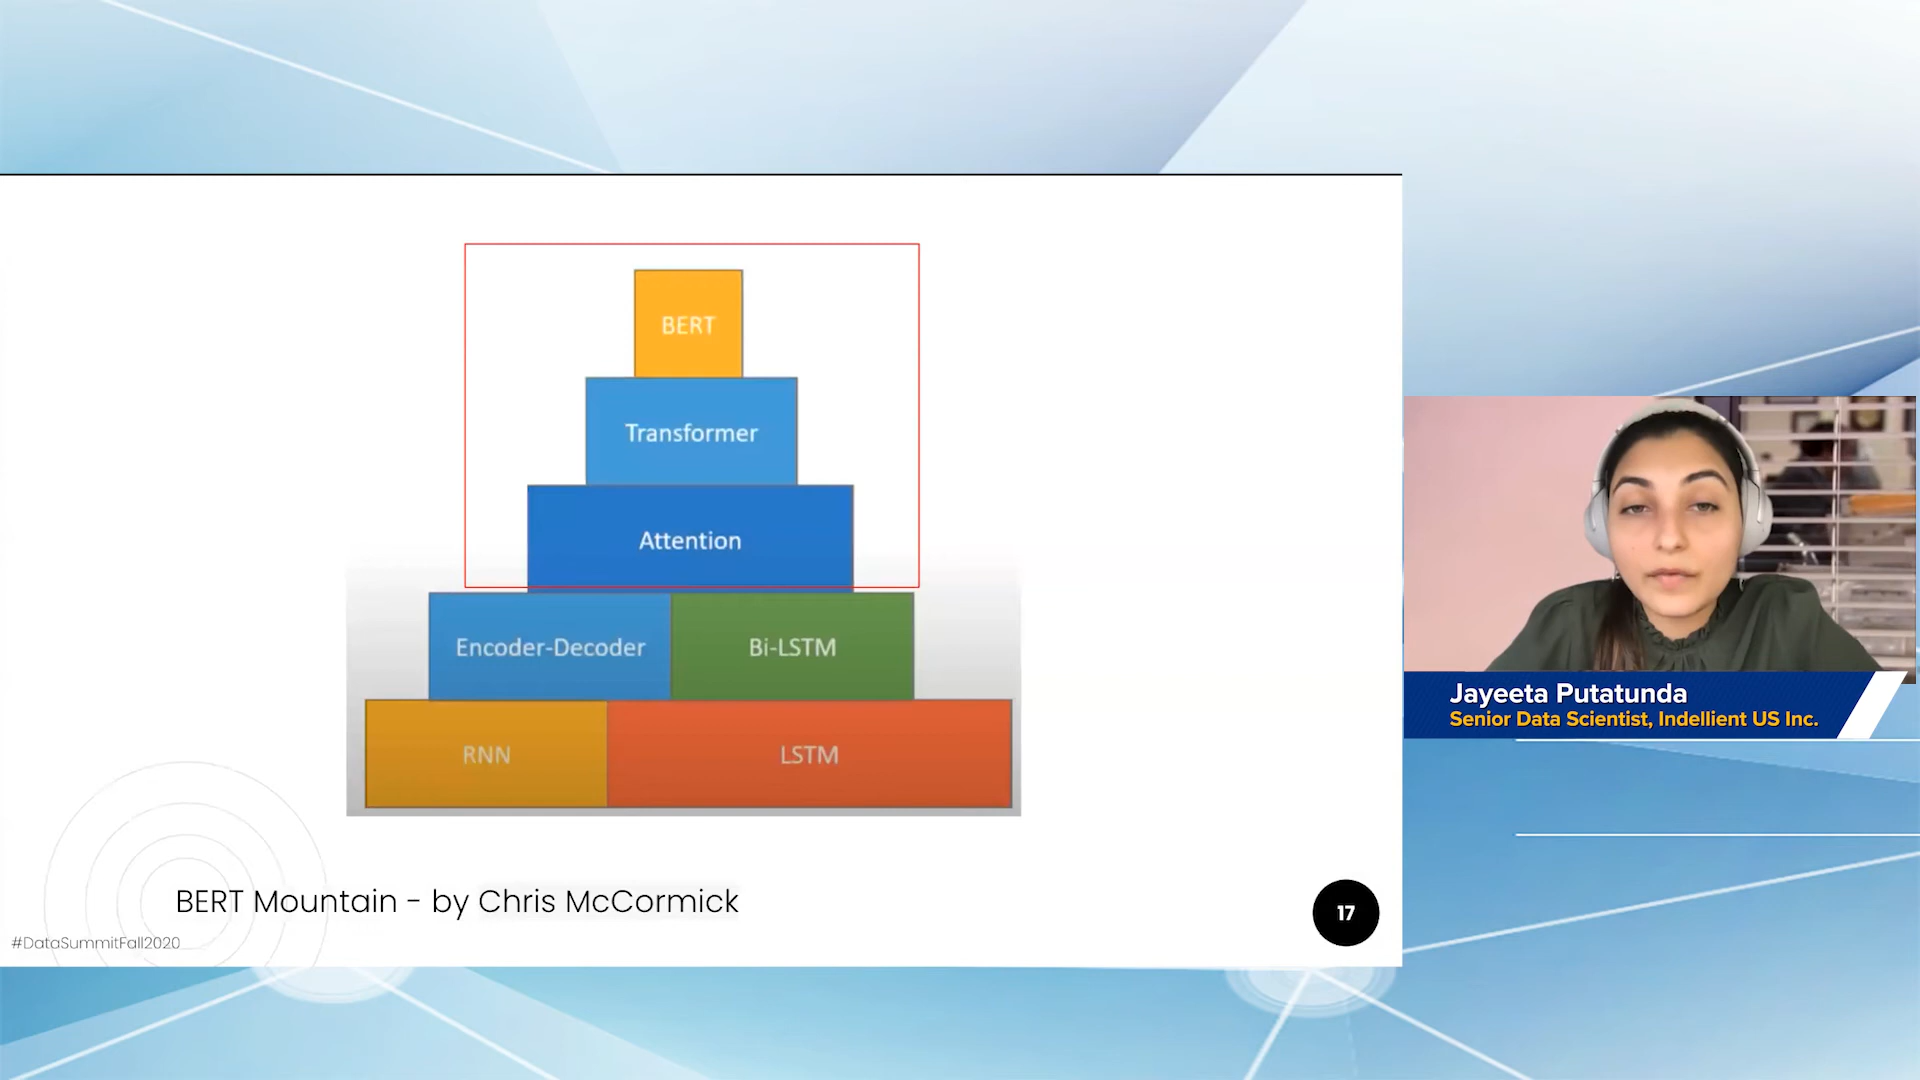 BERT
Transformer
Attention
Encoder-Decoder
Bi-LSTM
RNN
LSTM
BERT Mountain - by Chris McCormick
17
#DataSummitFall2020
Jayeeta Putatunda
Senior Data Scientist, Indellient US Inc.